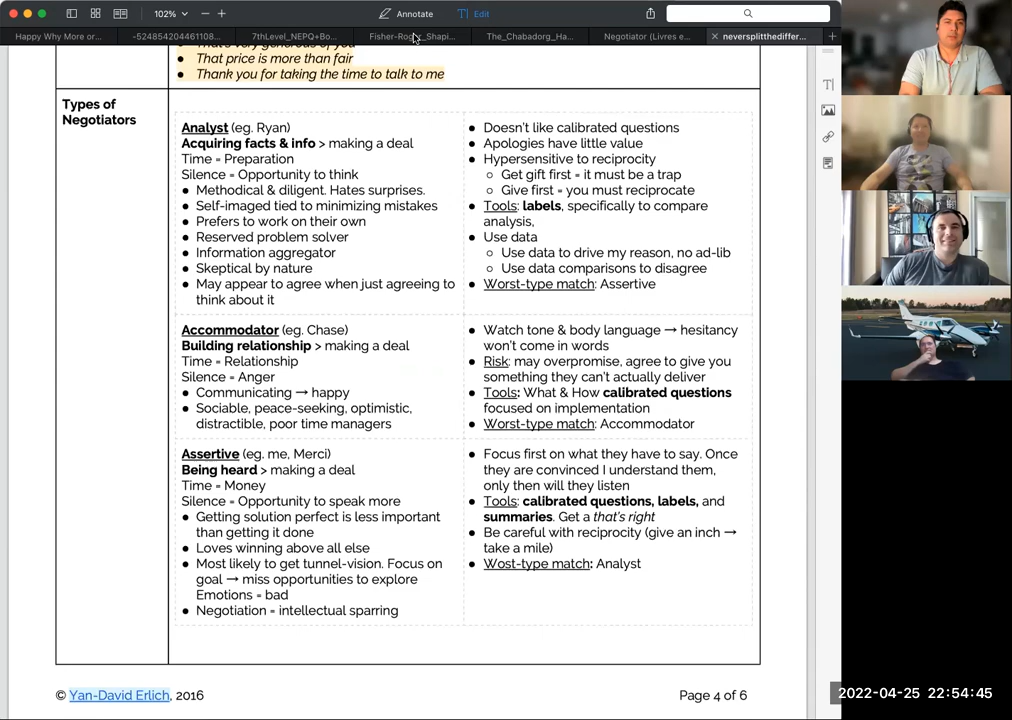 102%
Annotate
Edit
Happy Why More or...
-524854204461108...
7thLevel_NEPQ+Bo...
The_Chabadorg_Ha...
Negotiator (Livres e...
neversplitthediffer...
That's very generous of you
That price is more than fair
Thank you for taking the time to talk to me
Types of
Negotiators
Analyst (eg. Ryan)
Acquiring facts & info > making a deal
Time = Preparation
Silence = Opportunity to think
● Methodical & diligent. Hates surprises.
● Self-imaged tied to minimizing mistakes
● Prefers to work on their own
● Reserved problem solver
● Information aggregator
● Skeptical by nature
● May appear to agree when just agreeing to
think about it
● Doesn't like calibrated questions
● Apologies have little value
● Hypersensitive to reciprocity
○ Get gift first = it must be a trap
○ Give first = you must reciprocate
● Tools: labels, specifically to compare
analysis,
● Use data
○ Use data to drive my reason, no ad-lib
○ Use data comparisons to disagree
● Worst-type match: Assertive
Accommodator (eg. Chase)
Building relationship > making a deal
Time = Relationship
Silence = Anger
● Communicating → happy
● Sociable, peace-seeking, optimistic,
distractible, poor time managers
● Watch tone & body language → hesitancy
won't come in words
● Risk: may overpromise, agree to give you
something they can't actually deliver
● Tools: What & How calibrated questions
focused on implementation
● Worst-type match: Accommodator
Assertive (eg. me, Merci)
Being heard > making a deal
Time = Money
Silence = Opportunity to speak more
● Getting solution perfect is less important
than getting it done
● Loves winning above all else
● Most likely to get tunnel-vision. Focus on
goal → miss opportunities to explore
Emotions = bad
● Negotiation = intellectual sparring
● Focus first on what they have to say. Once
they are convinced I understand them,
only then will they listen
● Tools: calibrated questions, labels, and
summaries. Get a that's right
● Be careful with reciprocity (give an inch →
take a mile)
● Wost-type match: Analyst
© Yan-David Erlich, 2016
Page 4 of 6
2022-04-25 22:54:45